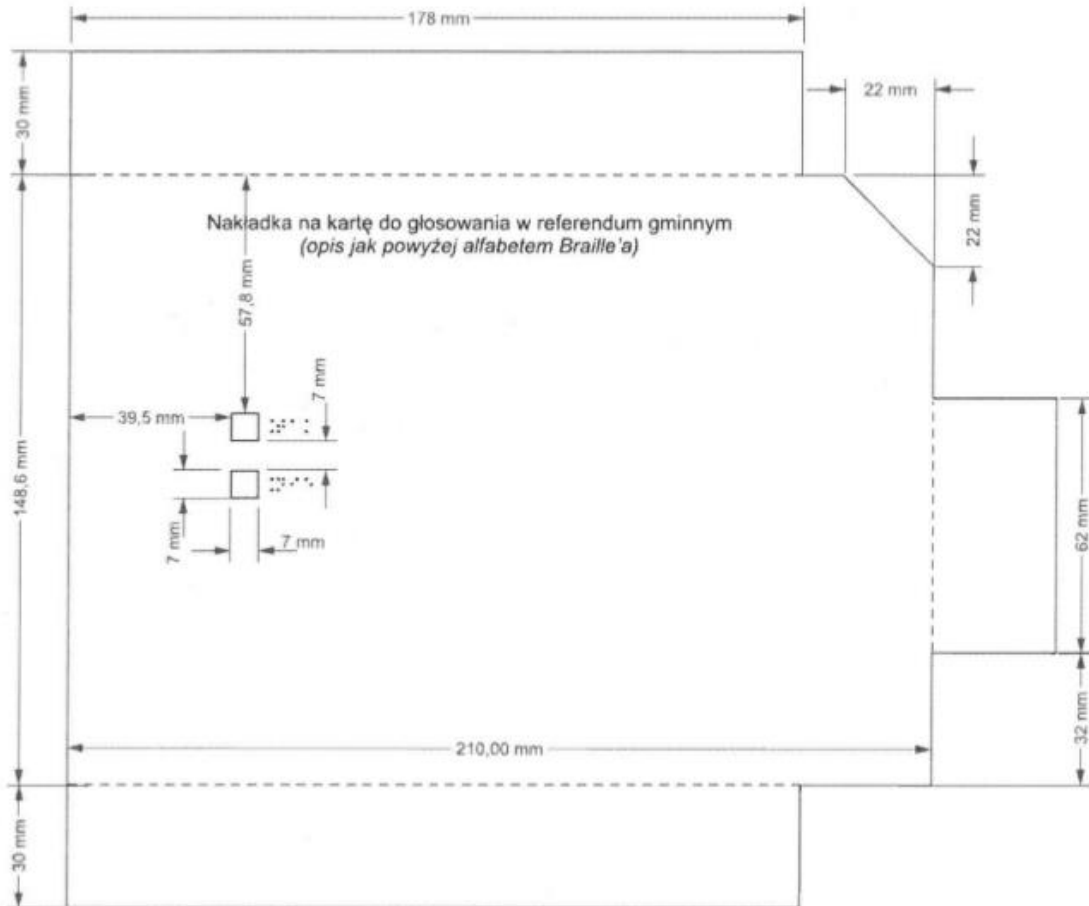 178 mm
30 mm
22 mm
22 mm
Nakładka na kartę do głosowania w referendum gminnym
(opis jak powyżej alfabetem Braille'a)
57,8 mm
7 mm
39,5 mm
148,6 mm
7 mm
7 mm
62 mm
32 mm
210,00 mm
30 mm